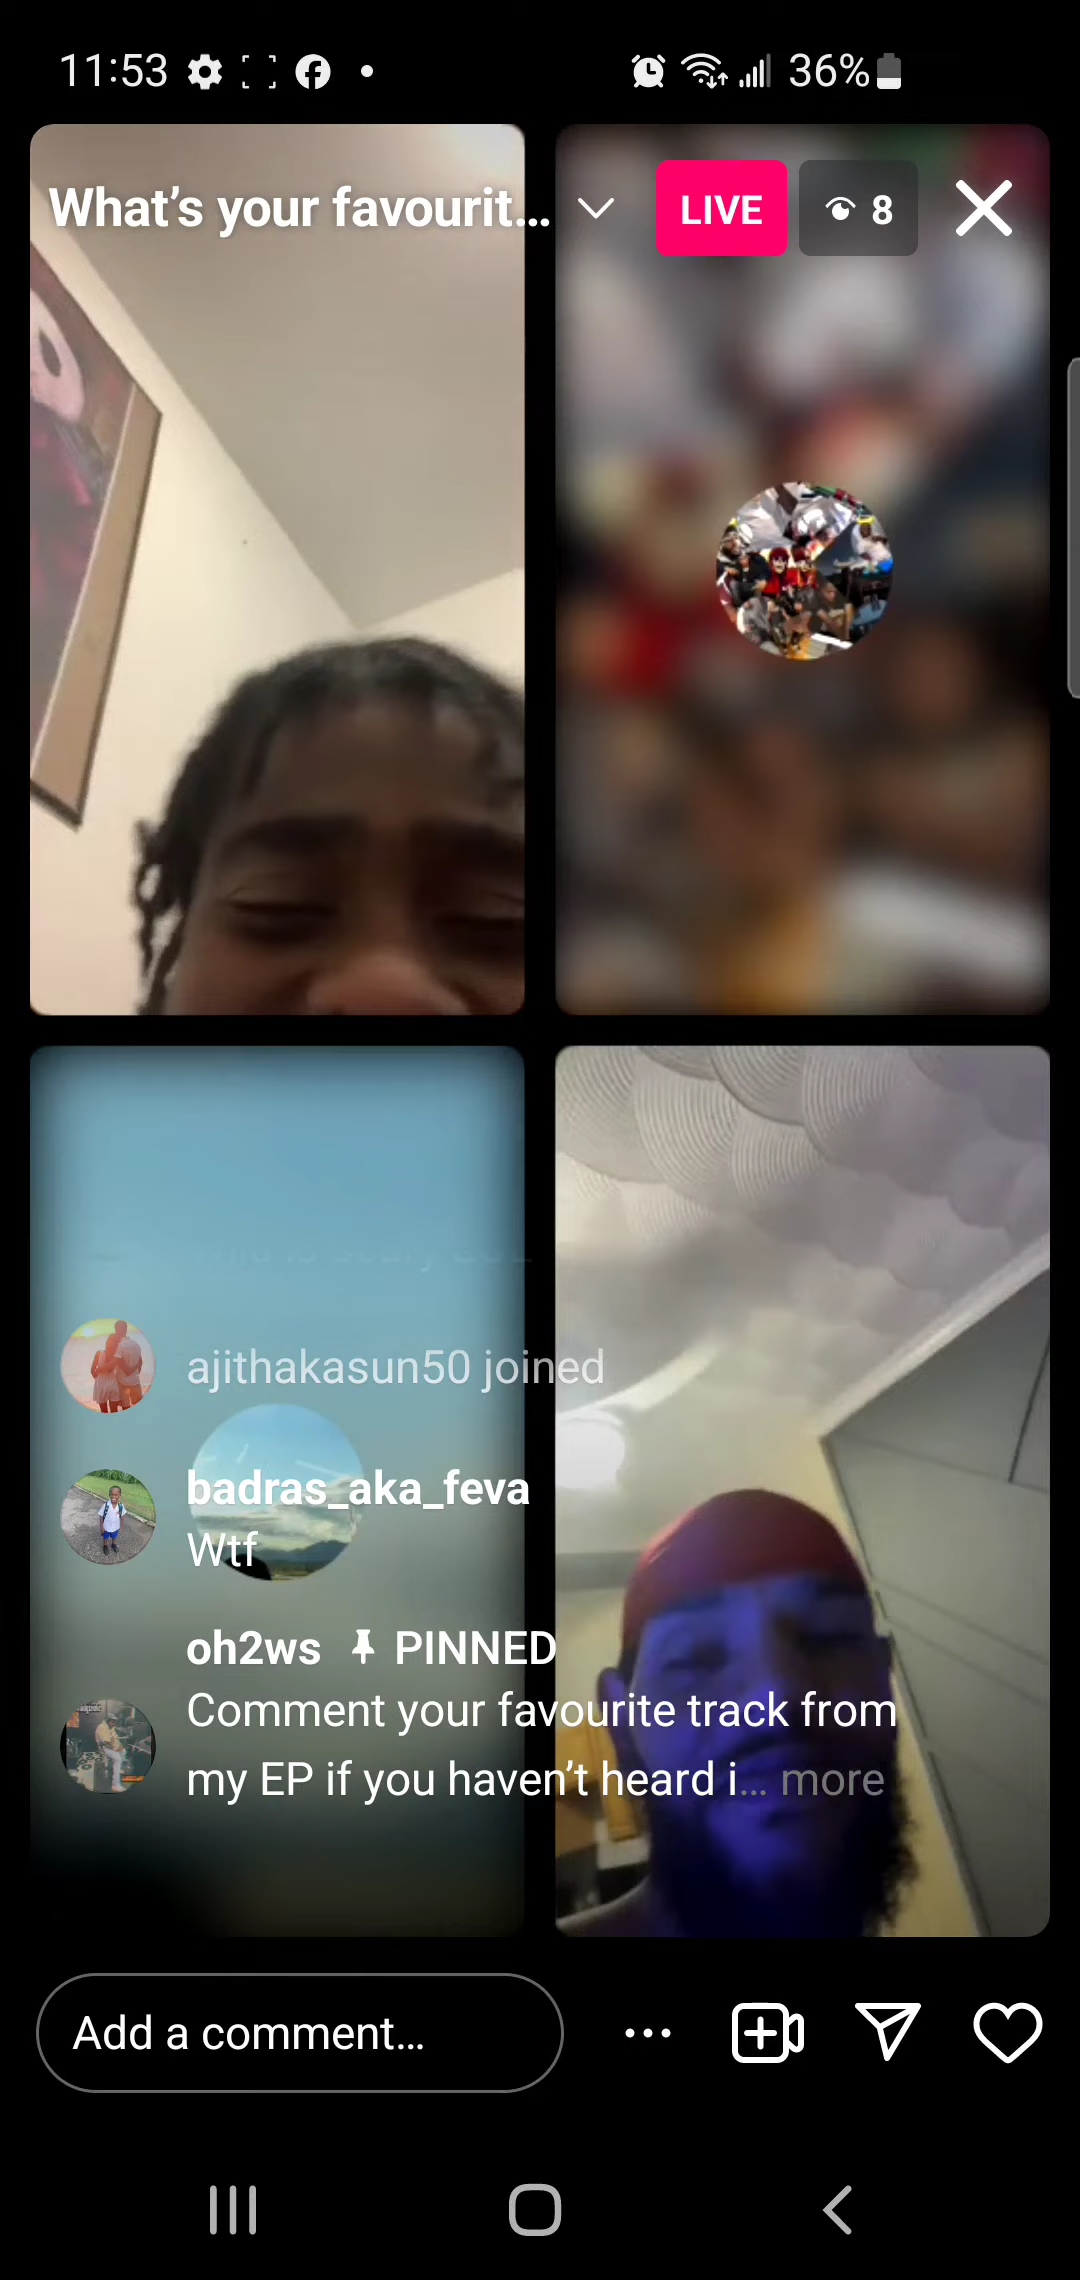 11:53
36%
What's your favourit...
LIVE
8
ajithakasun50 joined
badras_aka_feva
Wtf
oh2ws PINNED
Comment your favourite track from
my EP if you haven't heard i... more
Add a comment...